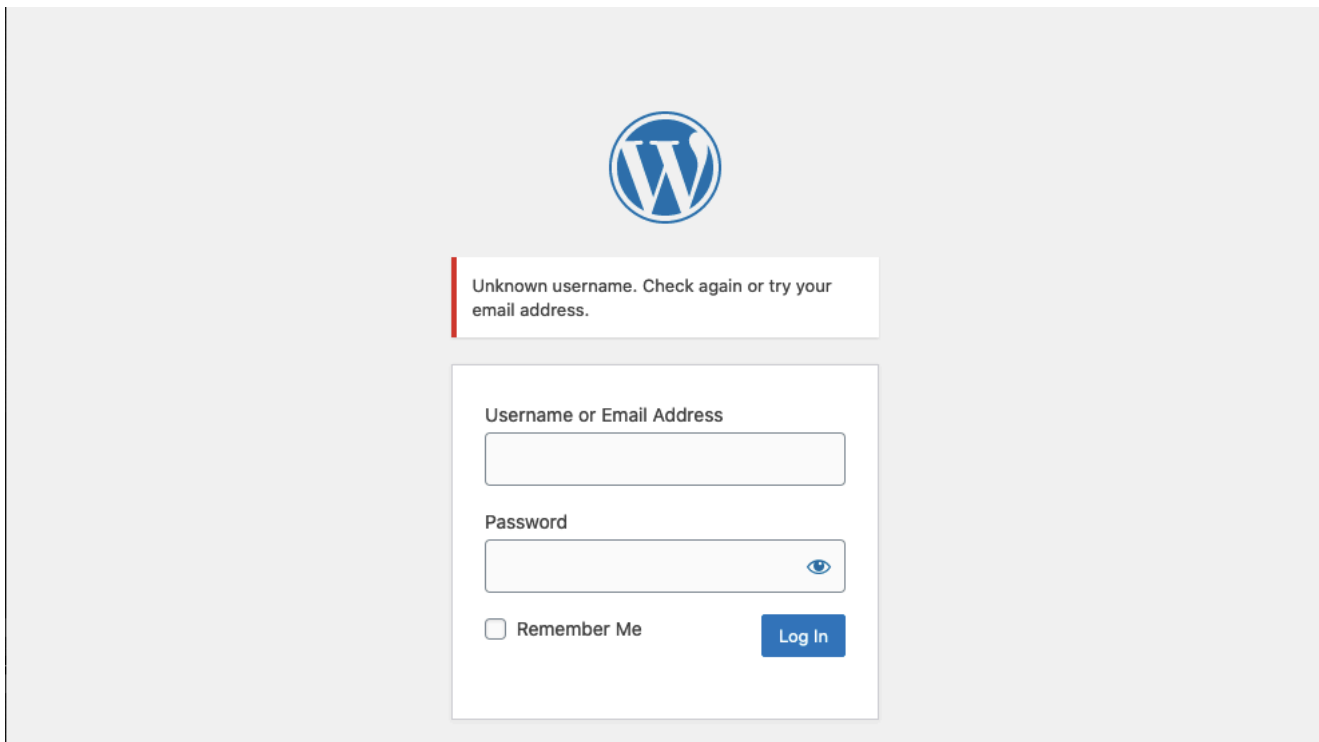 Unknown username. Check again or try your
email address.
Username or Email Address
Password
Remember Me
Log In